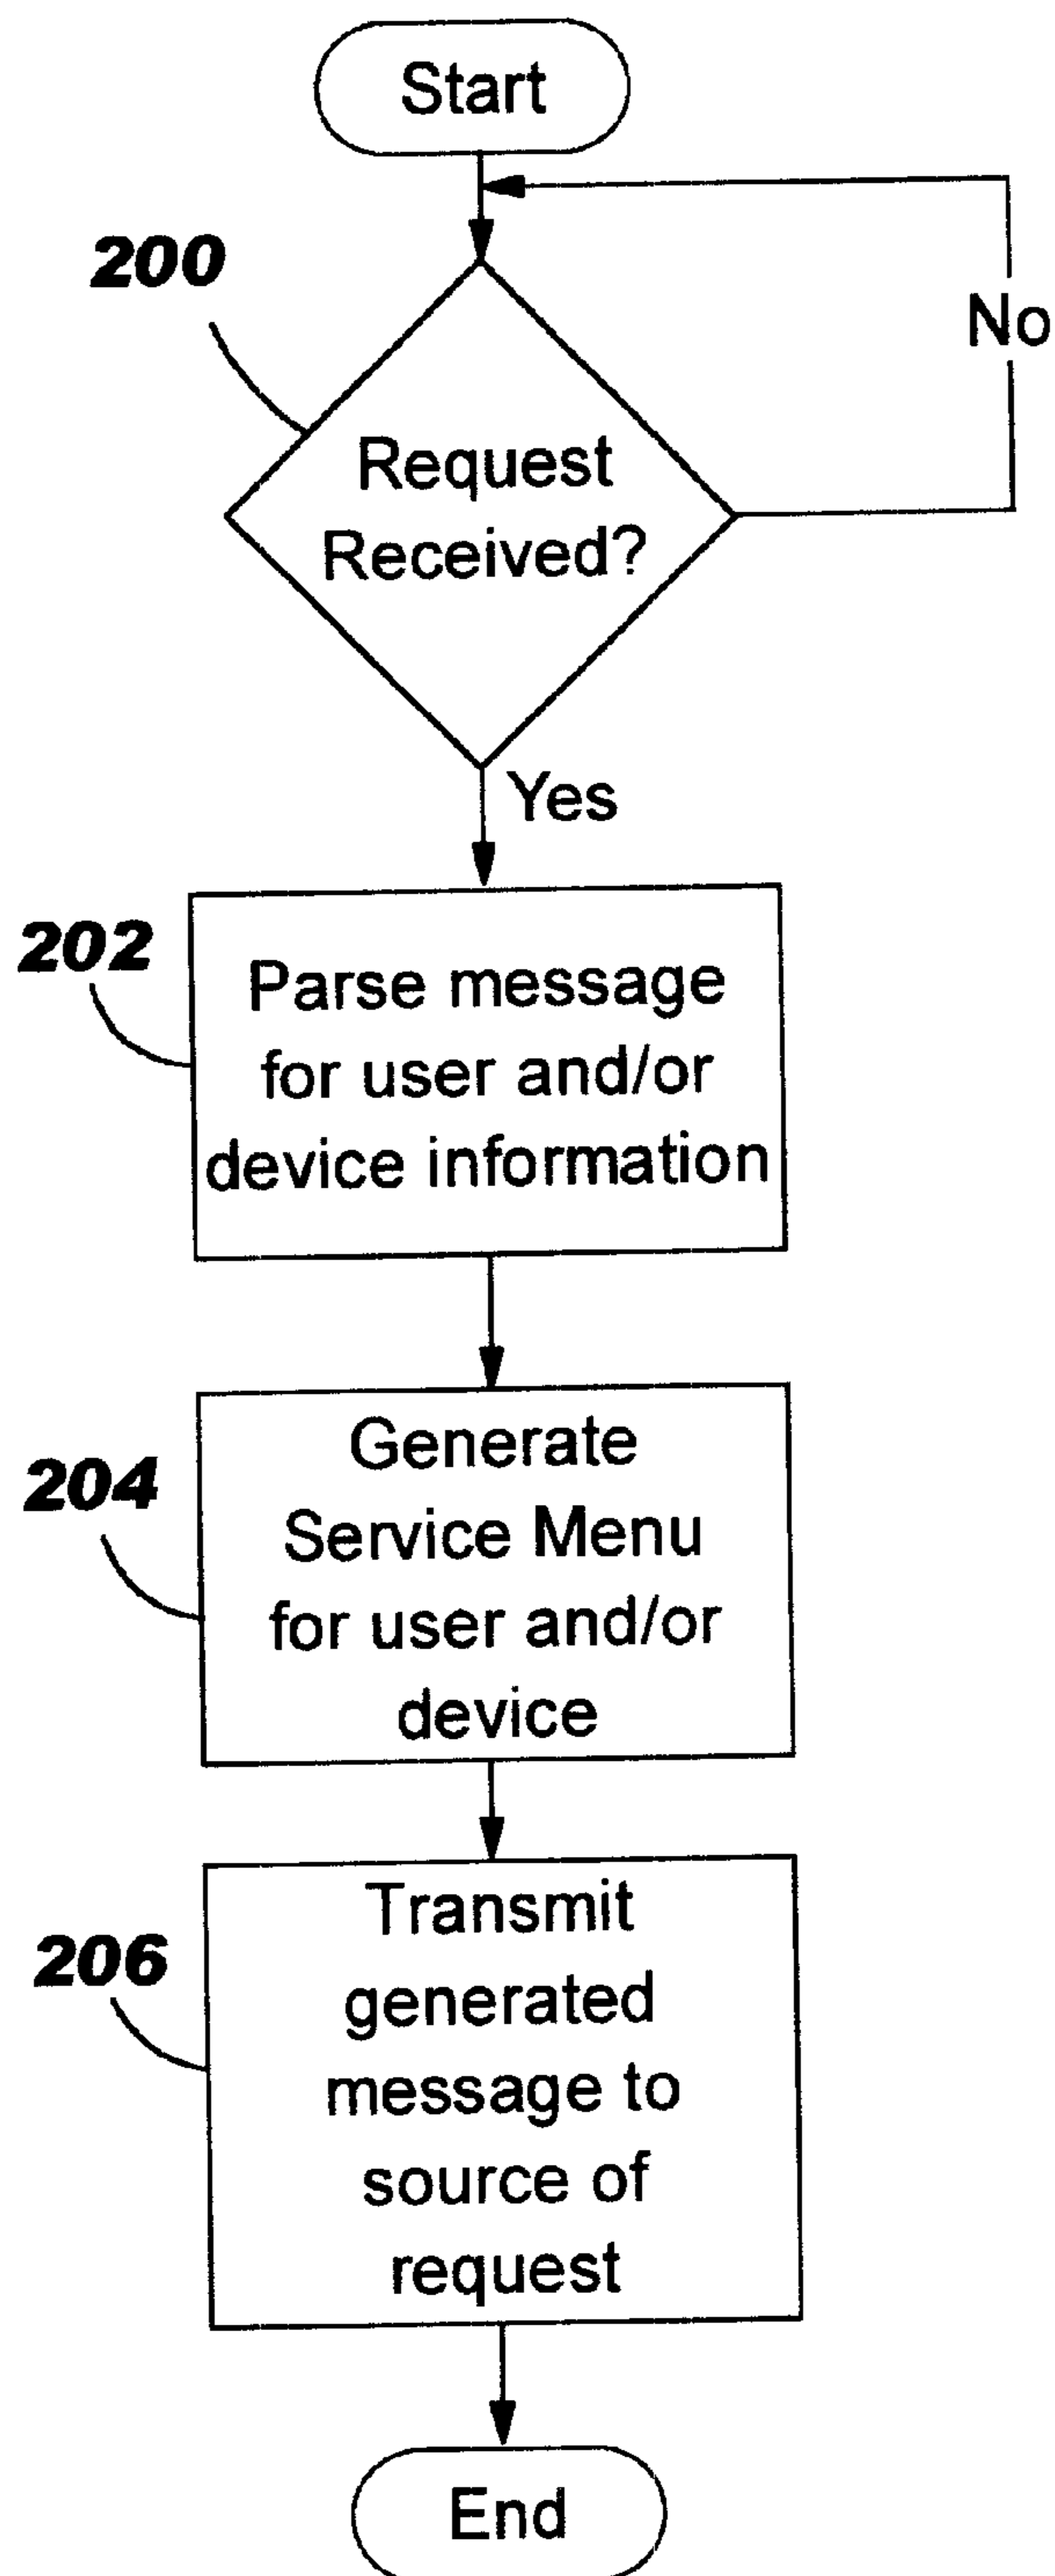 Start
200
No
Request
Received?
Yes
202
Parse message
for user and/or
device information
204
Generate
Service Menu
for user and/or
device
206
Transmit
generated
message to
source of
request
End